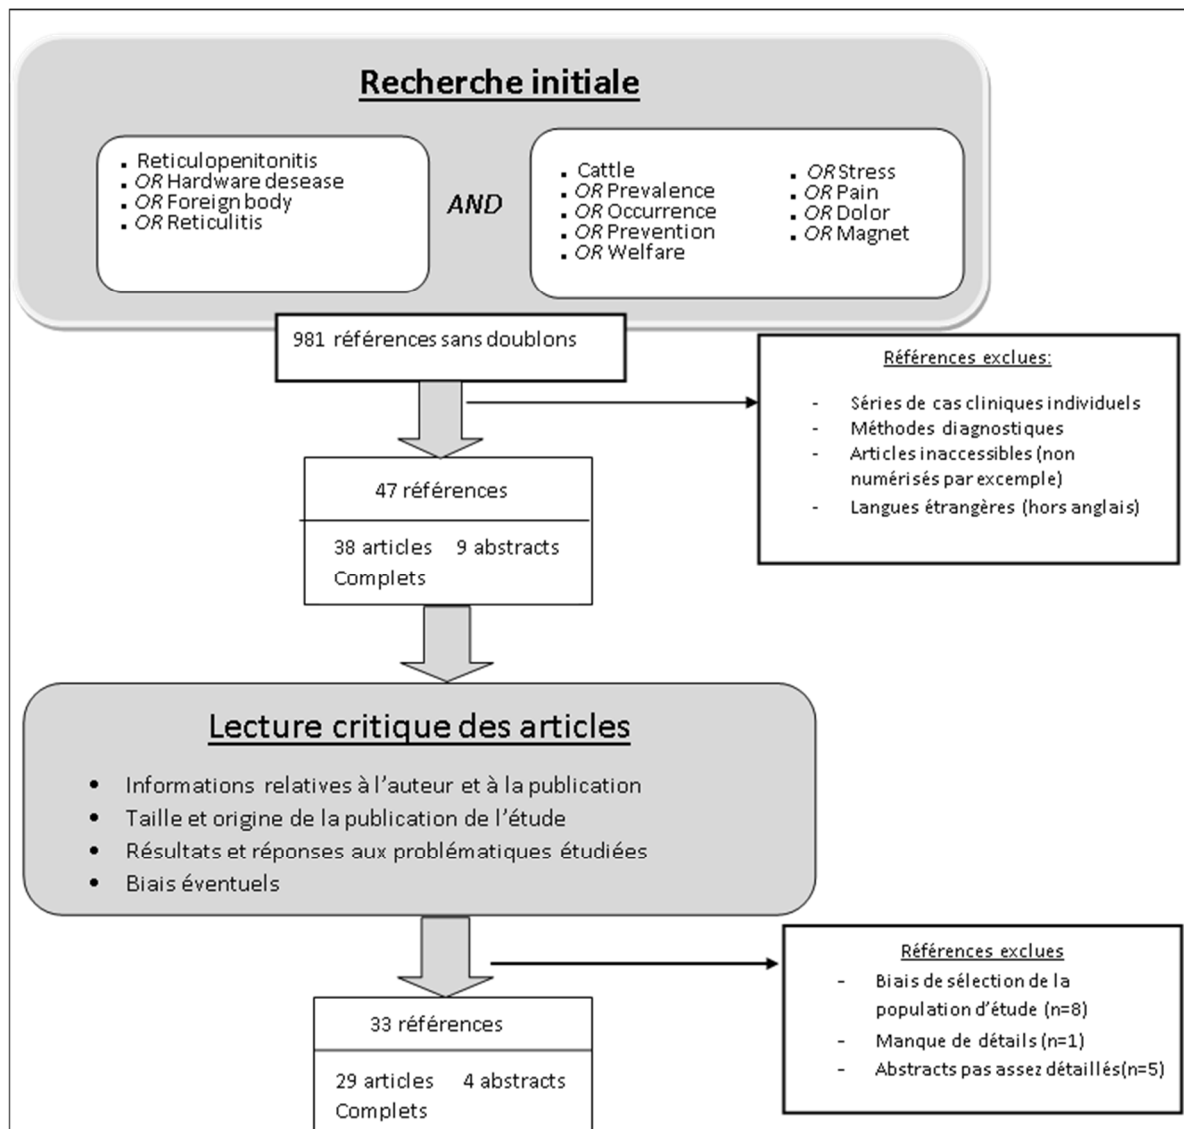 Recherche initiale
. Reticulopenitonitis
. OR Hardware desease
. OR Foreign body
. OR Reticulitis
AND
. Cattle
. OR Prevalence
. OR Occurrence
. OR Prevention
. OR Welfare
. OR Stress
. OR Pain
. OR Dolor
. OR Magnet
981 références sans doublons
Références exclues:
- Séries de cas cliniques individuels
- Méthodes diagnostiques
- Articles inaccessibles (non
numérisés par excemple)
- Langues étrangères (hors anglais)
47 références
38 articles 9 abstracts
Complets
Lecture critique des articles
• Informations relatives à l'auteur et à la publication
• Taille et origine de la publication de l'étude
• Résultats et réponses aux problématiques étudiées
• Biais éventuels
Références exclues
- Biais de sélection de la
population d'étude (n=8)
- Manque de détails (n=1)
- Abstracts pas assez détaillés(n=5)
33 références
29 articles 4 abstracts
Complets